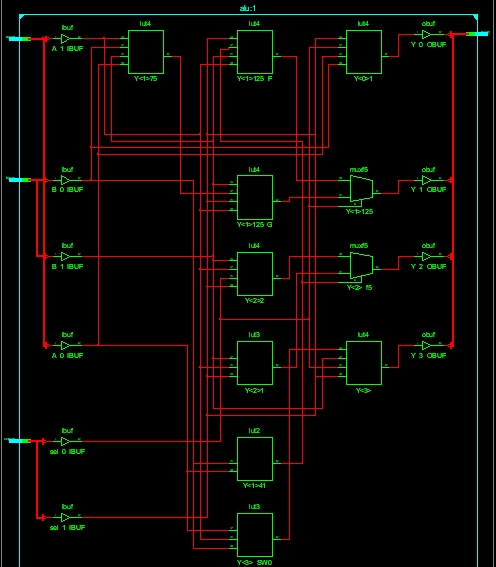 alu:1
ibuf
lut4
lut4
lut4
obuf
A 1 IBUF
Y<1>75
Y<1>125 F
Y<0>1
Y 0 OBUF
ibuf
lut4
muxf5
obuf
B 0 IBUF
Y<1>125 G
Y<1>125
Y 1 OBUF
ibuf
lut4
muxf5
obuf
B 1 IBUF
Y<2>2
Y<2> f5
Y 2 OBUF
ibuf
lut3
lut4
obuf
A 0 IBUF
Y<2>1
Y<3>
Y 3 OBUF
ibuf
lut2
sel 0 IBUF
Y<1>41
ibuf
lut3
sel 1 IBUF
Y<3> SW0